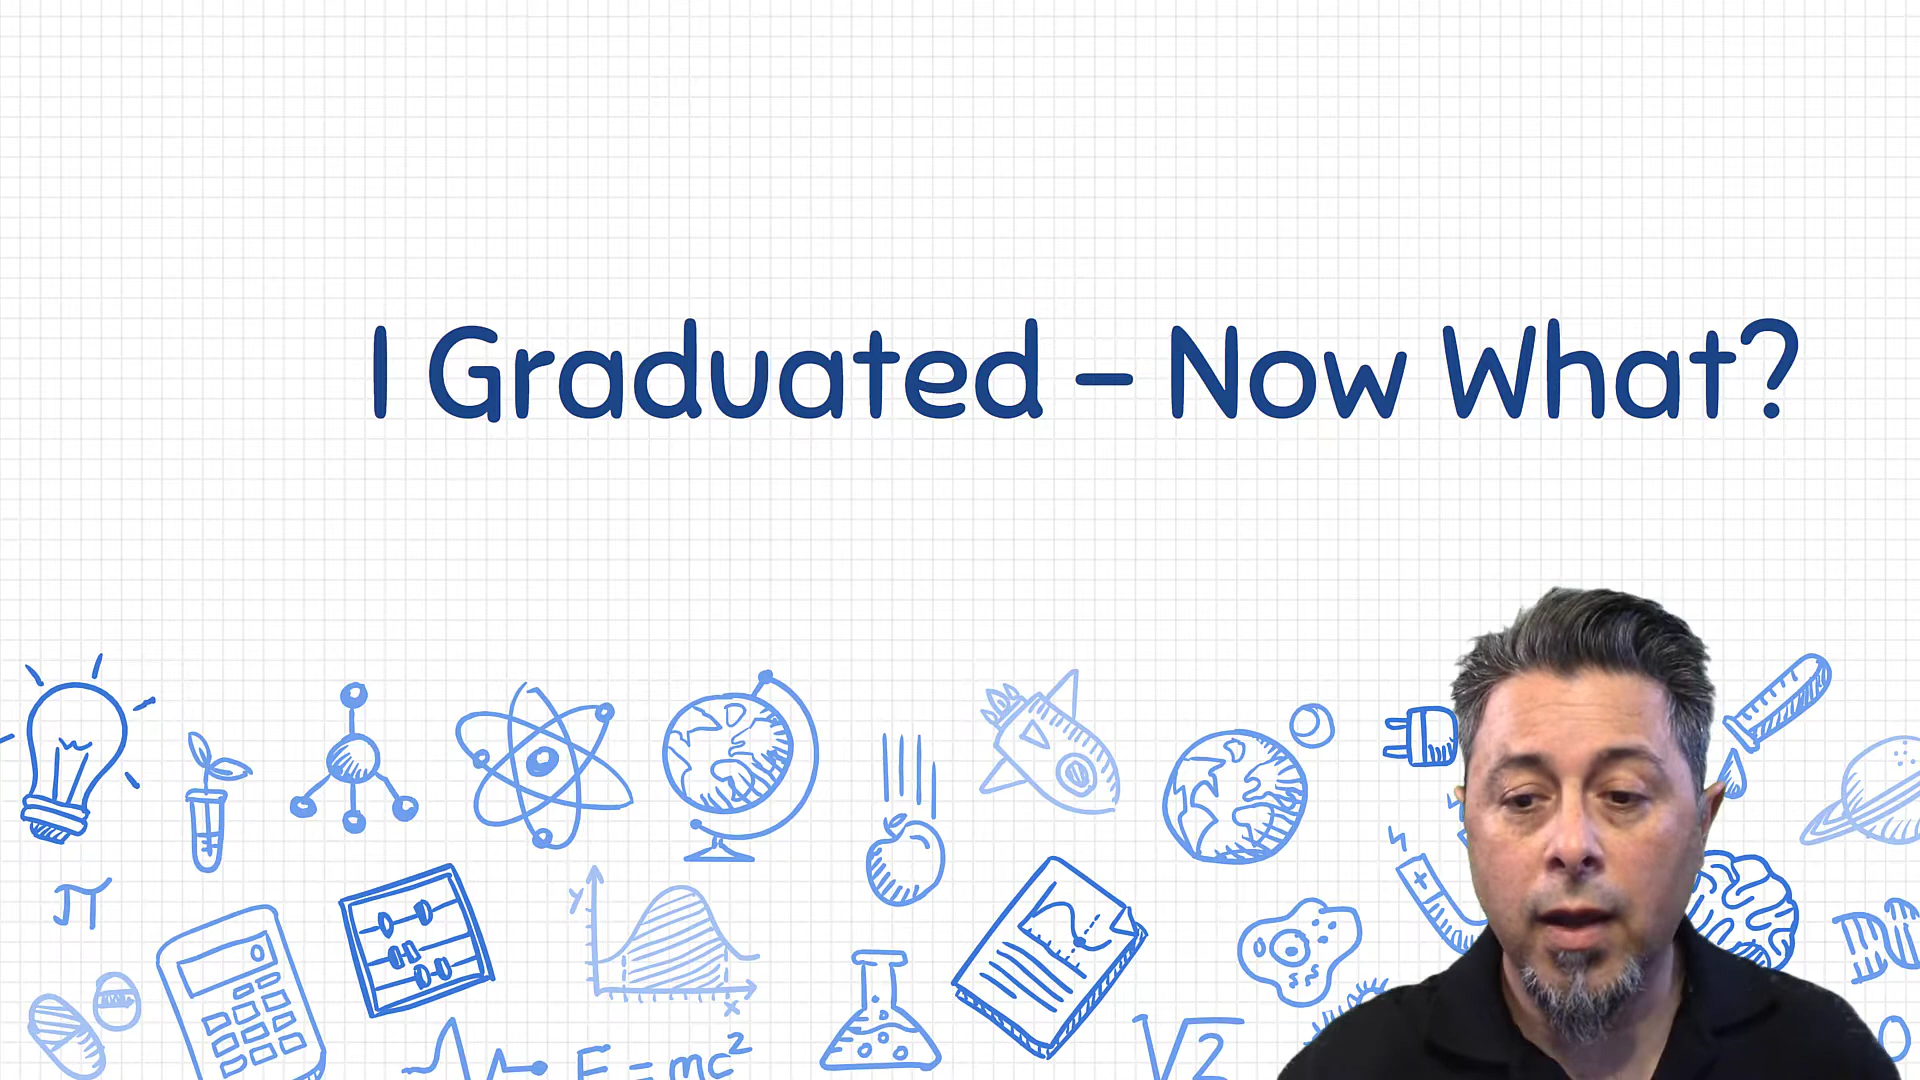 I Graduated – Now What?
π
y
x
E = mc²
√2